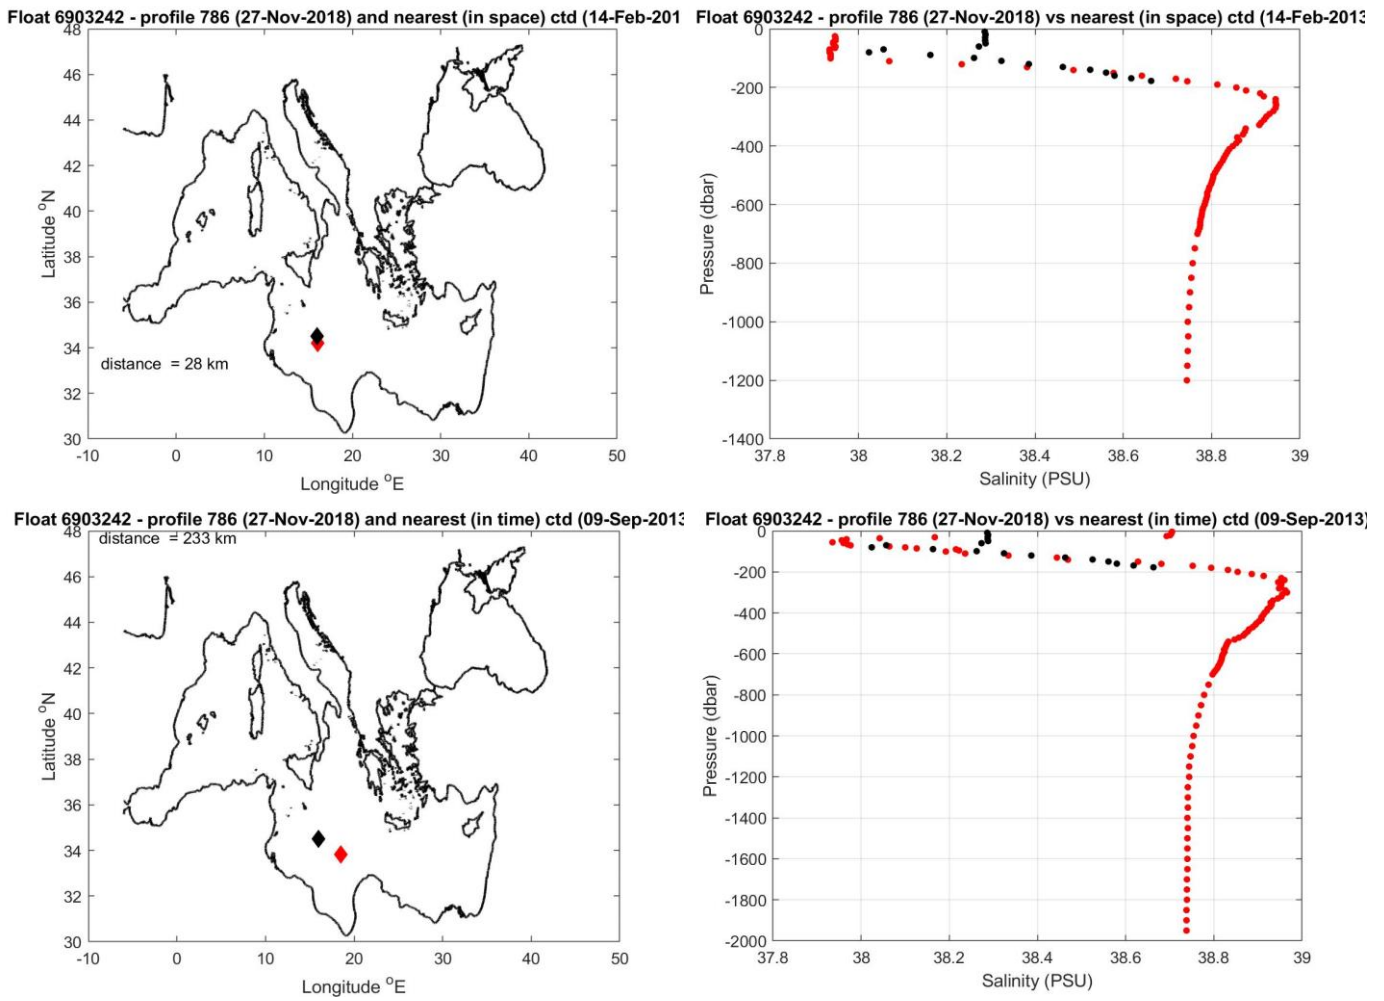 Float 6903242 - profile 786 (27-Nov-2018) and nearest (in space) ctd (14-Feb-201
48
46
44
42
40
38
36
34
32
30
Latitude °N
distance = 28 km
-10 0 10 20 30 40 50
Longitude °E
Float 6903242 - profile 786 (27-Nov-2018) vs nearest (in space) ctd (14-Feb-2013
0
-200
-400
-600
-800
-1000
-1200
-1400
Pressure (dbar)
37.8 38 38.2 38.4 38.6 38.8 39
Salinity (PSU)
Float 6903242 - profile 786 (27-Nov-2018) and nearest (in time) ctd (09-Sep-2013
distance = 233 km
48
46
44
42
40
38
36
34
32
30
Latitude °N
-10 0 10 20 30 40 50
Longitude °E
Float 6903242 - profile 786 (27-Nov-2018) vs nearest (in time) ctd (09-Sep-2013)
0
-200
-400
-600
-800
-1000
-1200
-1400
-1600
-1800
-2000
Pressure (dbar)
37.8 38 38.2 38.4 38.6 38.8 39
Salinity (PSU)